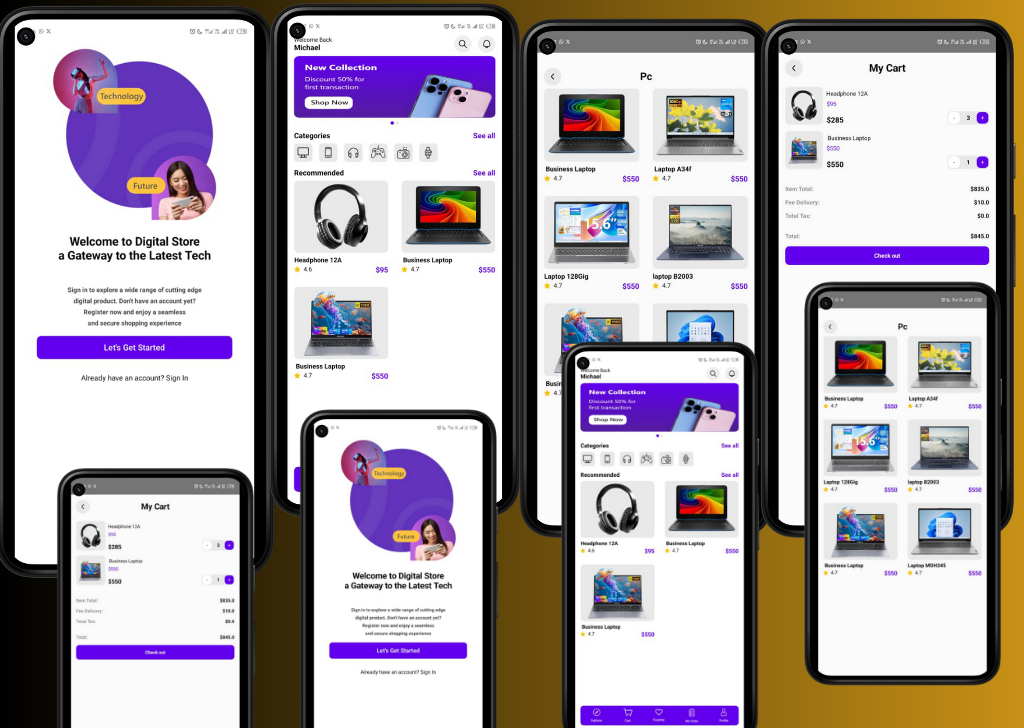 Technology
Future
Welcome to Digital Store
a Gateway to the Latest Tech
Sign in to explore a wide range of cutting edge
digital product. Don't have an account yet?
Register now and enjoy a seamless
and secure shopping experience
Let's Get Started
Already have an account? Sign In
Welcome Back
Michael
New Collection
Discount 50% for
first transaction
Shop Now
Categories See all
Recommended See all
Headphone 12A
4.6 $95
Business Laptop
4.7 $550
Business Laptop
4.7 $550
Pc
Business Laptop
4.7 $550
Laptop A34f
4.7 $550
15.6"
Laptop 128Gig
4.7 $550
laptop B2003
4.7 $550
Busin
4.
My Cart
Headphone 12A
$95
$285
- 3 +
Business Laptop
$550
$550
- 1 +
Item Total: $835.0
Fee Delivery: $10.0
Total Tax: $0.0
Total: $845.0
Check out
My Cart
Headphone 12A
$95
$285
- 3 +
Business Laptop
$550
$550
- 1 +
Item Total: $835.0
Fee Delivery: $10.0
Total Tax: $0.0
Total: $845.0
Check out
Technology
Future
Welcome to Digital Store
a Gateway to the Latest Tech
Sign in to explore a wide range of cutting edge
digital product. Don't have an account yet?
Register now and enjoy a seamless
and secure shopping experience
Let's Get Started
Already have an account? Sign In
Welcome Back
Michael
New Collection
Discount 50% for
first transaction
Shop Now
Categories See all
Recommended See all
Headphone 12A
4.6 $95
Business Laptop
4.7 $550
Business Laptop
4.7 $550
Explorer Cart Favorite Profile
Pc
Business Laptop
4.7 $550
Laptop A34f
4.7 $550
15.6"
Laptop 128Gig
4.7 $550
laptop B2003
4.7 $550
Business Laptop
4.7 $550
Laptop MOH345
4.7 $550